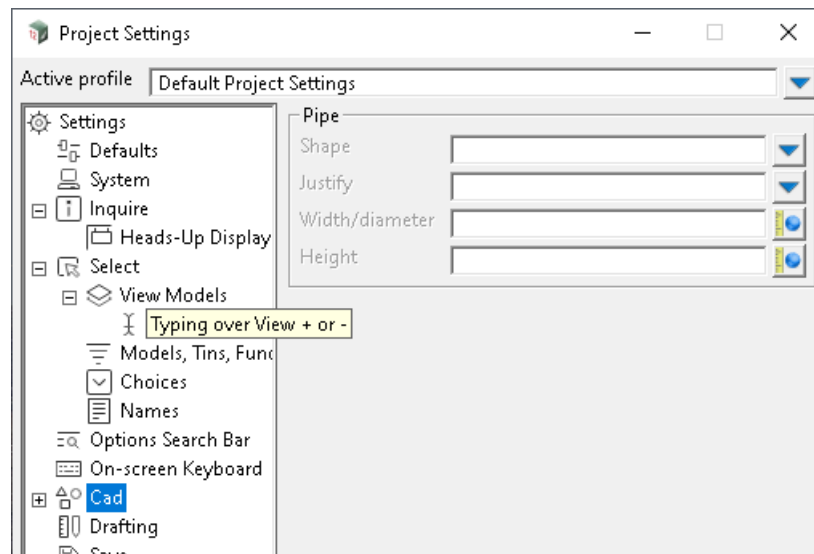 Project Settings
Active profile Default Project Settings
Settings
Defaults
System
Inquire
Heads-Up Display
Select
View Models
Typing over View + or -
Models, Tins, Func
Choices
Names
Options Search Bar
On-screen Keyboard
Cad
Drafting
Save
Pipe
Shape
Justify
Width/diameter
Height